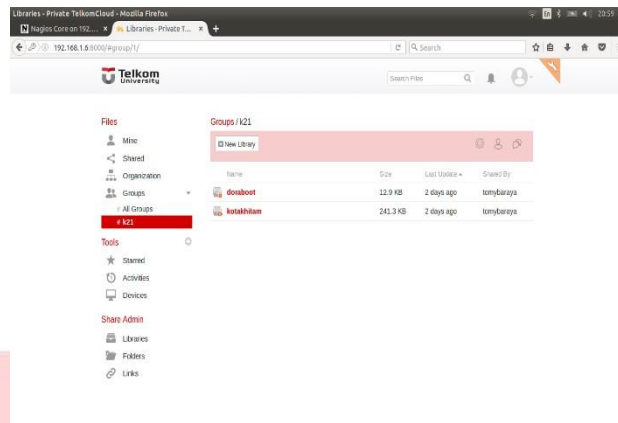 Libraries - Private TelkomCloud - Mozilla Firefox
En 20:59
Nagios Core on 192.... × Libraries - Private T... × +
192.168.1.6:8000/#group/1/ Search
Telkom
University
Search Files
Files
Mine
Shared
Organization
Groups
# All Groups
# k21
Tools
Starred
Activities
Devices
Share Admin
Libraries
Folders
Links
Groups / k21
New Library
Name Size Last Update Shared By
doraboot 12.9 KB 2 days ago tomybaraya
kotakhitam 241.3 KB 2 days ago tomybaraya